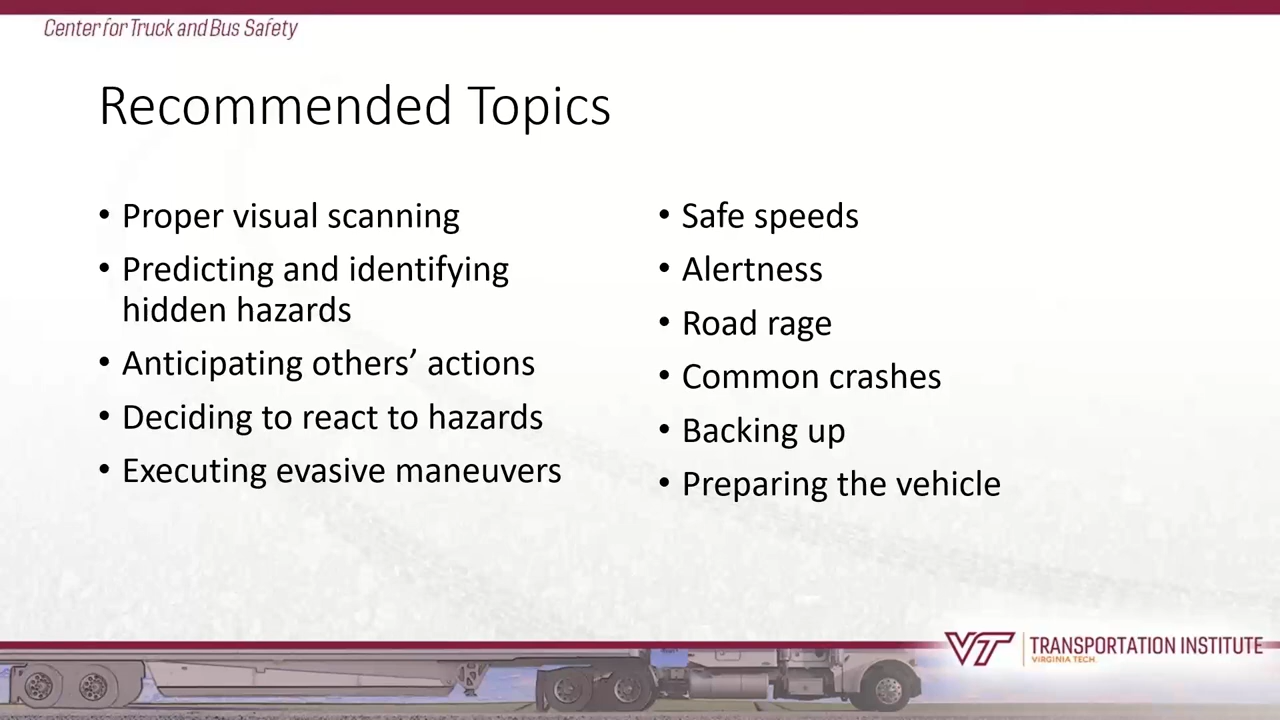 Center for Truck and Bus Safety
Recommended Topics
• Proper visual scanning
• Predicting and identifying
hidden hazards
• Anticipating others’ actions
• Deciding to react to hazards
• Executing evasive maneuvers
• Safe speeds
• Alertness
• Road rage
• Common crashes
• Backing up
• Preparing the vehicle
VT TRANSPORTATION INSTITUTE
VIRGINIA TECH.